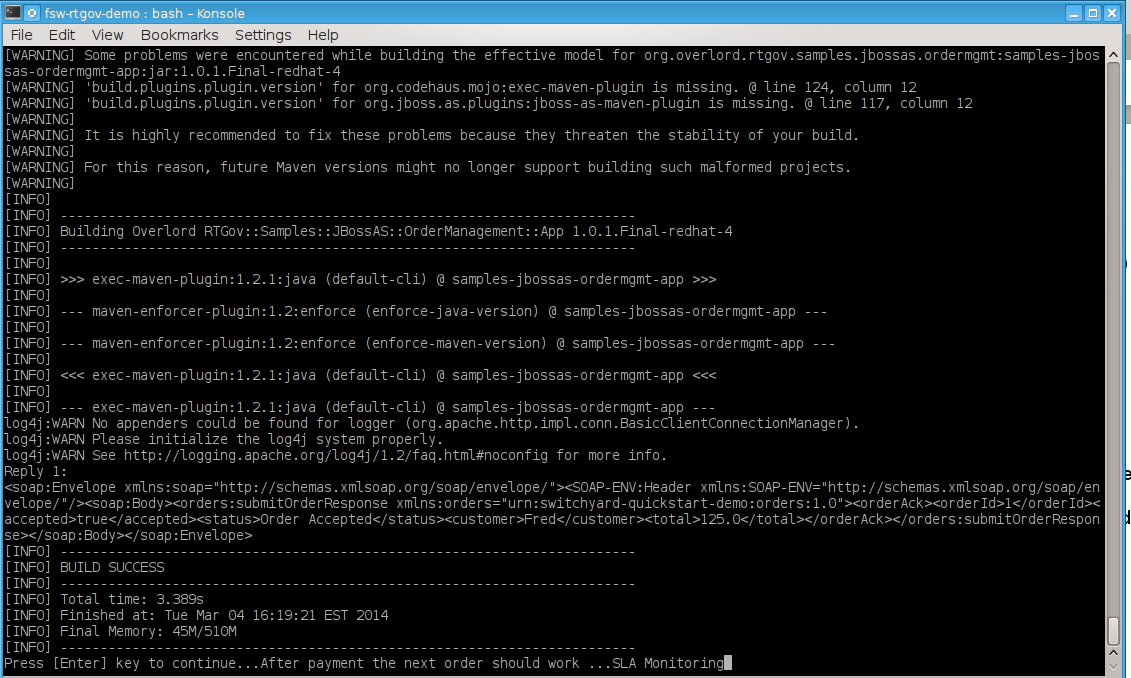 fsw-rtgov-demo : bash – Konsole
File Edit View Bookmarks Settings Help
[WARNING] Some problems were encountered while building the effective model for org.overlord.rtgov.samples.jbossas.ordermgmt:samples-jbos
sas-ordermgmt-app:jar:1.0.1.Final-redhat-4
[WARNING] 'build.plugins.plugin.version' for org.codehaus.mojo:exec-maven-plugin is missing. @ line 124, column 12
[WARNING] 'build.plugins.plugin.version' for org.jboss.as.plugins:jboss-as-maven-plugin is missing. @ line 117, column 12
[WARNING]
[WARNING] It is highly recommended to fix these problems because they threaten the stability of your build.
[WARNING]
[WARNING] For this reason, future Maven versions might no longer support building such malformed projects.
[WARNING]
[INFO]
[INFO] ------------------------------------------------------------------------
[INFO] Building Overlord RTGov::Samples::JBossAS::OrderManagement::App 1.0.1.Final-redhat-4
[INFO] ------------------------------------------------------------------------
[INFO]
[INFO] >>> exec-maven-plugin:1.2.1:java (default-cli) @ samples-jbossas-ordermgmt-app >>>
[INFO]
[INFO] --- maven-enforcer-plugin:1.2:enforce (enforce-java-version) @ samples-jbossas-ordermgmt-app ---
[INFO]
[INFO] --- maven-enforcer-plugin:1.2:enforce (enforce-maven-version) @ samples-jbossas-ordermgmt-app ---
[INFO]
[INFO] <<< exec-maven-plugin:1.2.1:java (default-cli) @ samples-jbossas-ordermgmt-app <<<
[INFO]
[INFO] --- exec-maven-plugin:1.2.1:java (default-cli) @ samples-jbossas-ordermgmt-app ---
log4j:WARN No appenders could be found for logger (org.apache.http.impl.conn.BasicClientConnectionManager).
log4j:WARN Please initialize the log4j system properly.
log4j:WARN See http://logging.apache.org/log4j/1.2/faq.html#noconfig for more info.
Reply 1:
<soap:Envelope xmlns:soap="http://schemas.xmlsoap.org/soap/envelope/"><SOAP-ENV:Header xmlns:SOAP-ENV="http://schemas.xmlsoap.org/soap/en
velope/"/><soap:Body><orders:submitOrderResponse xmlns:orders="urn:switchyard-quickstart-demo:orders:1.0"><orderAck><orderId>1</orderId><
accepted>true</accepted><status>Order Accepted</status><customer>Fred</customer><total>125.0</total></orderAck></orders:submitOrderRespon
se></soap:Body></soap:Envelope>
[INFO] ------------------------------------------------------------------------
[INFO] BUILD SUCCESS
[INFO] ------------------------------------------------------------------------
[INFO] Total time: 3.389s
[INFO] Finished at: Tue Mar 04 16:19:21 EST 2014
[INFO] Final Memory: 45M/510M
[INFO] ------------------------------------------------------------------------
Press [Enter] key to continue...After payment the next order should work ...SLA Monitoring